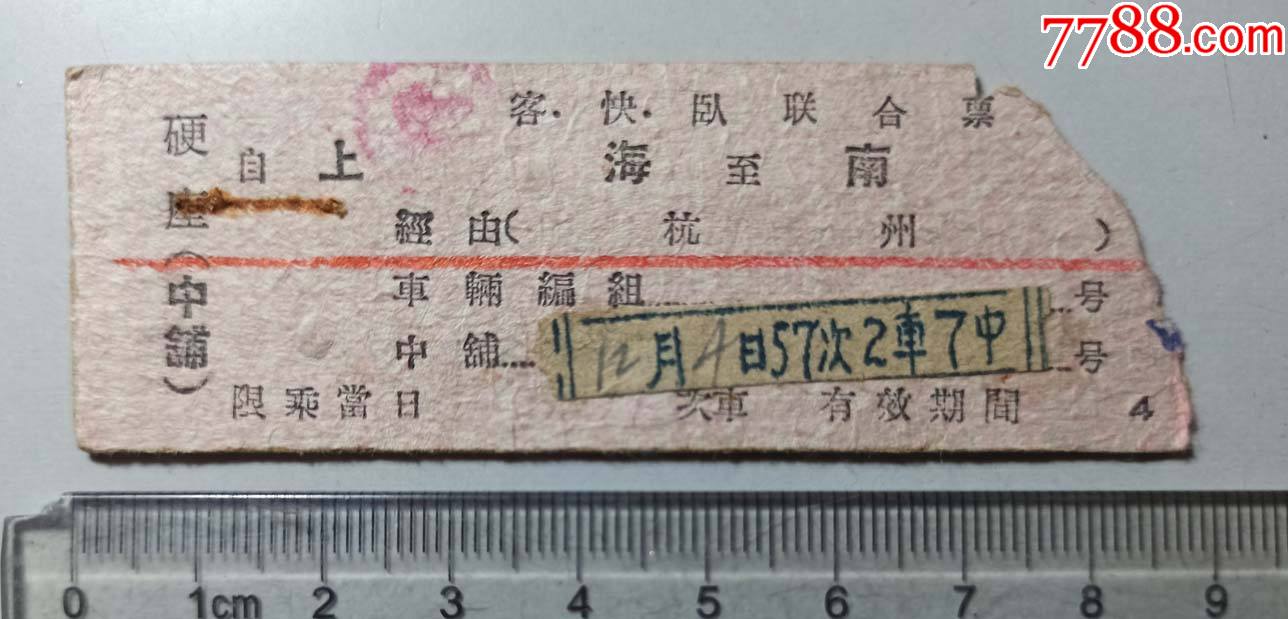 7788.com
硬座(中舖)
客·快·臥联合票
自上海至南
經由(杭州)
車輛編組......号
中舖......号
12月4日57次2車7中
限乘當日 次車 有效期間 4
0 1cm 2 3 4 5 6 7 8 9